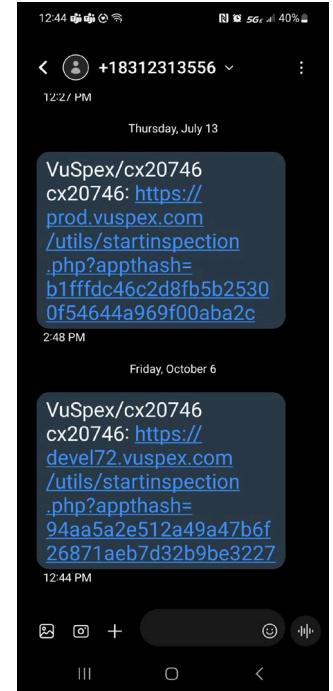 12:44 5GE 40%
+18312313556
12:27 PM
Thursday, July 13
VuSpex/cx20746
cx20746: https://
prod.vuspex.com
/utils/startinspection
.php?appthash=
b1fffdc46c2d8fb5b2530
0f54644a969f00aba2c
2:48 PM
Friday, October 6
VuSpex/cx20746
cx20746: https://
devel72.vuspex.com
/utils/startinspection
.php?appthash=
94aa5a2e512a49a47b6f
26871aeb7d32b9be3227
12:44 PM